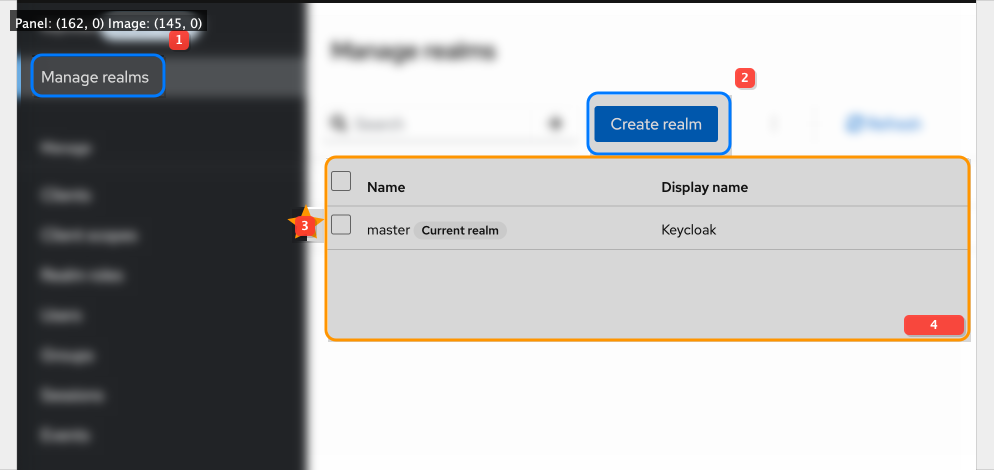 Panel: (162, 0) Image: (145, 0)
1
Manage realms
Manage realms
2
Search
Create realm
Refresh
Manage
Clients
Client scopes
Realm roles
Users
Groups
Sessions
Events
Name Display name
3
master Current realm Keycloak
4